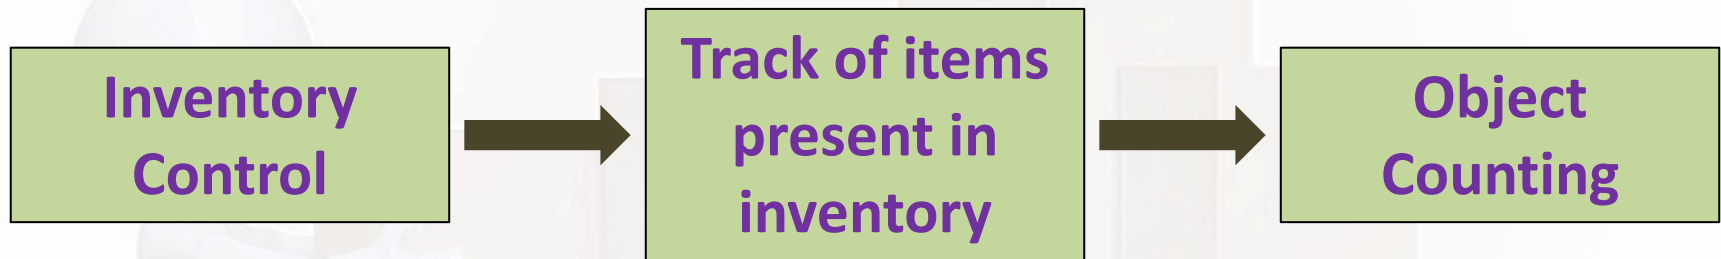 Inventory
Control
Track of items
present in
inventory
Object
Counting